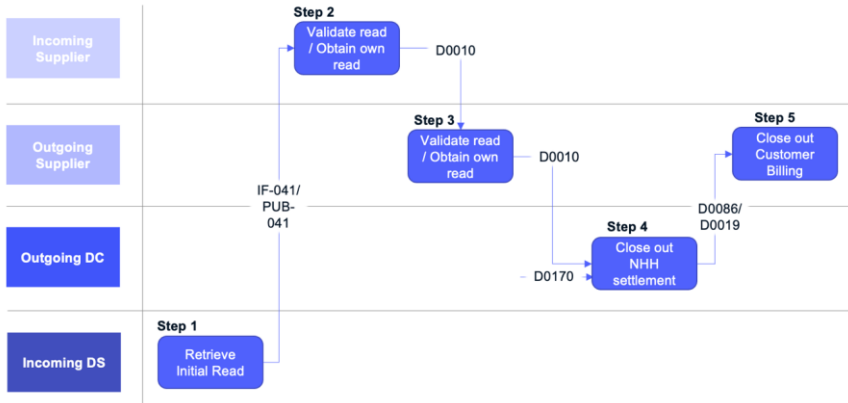 Step 2
Incoming
Supplier
Validate read
/ Obtain own
read
D0010
Step 3
Step 5
Outgoing
Supplier
Validate read
/ Obtain own
read
D0010
Close out
Customer
Billing
IF-041/
PUB-
041
D0086/
D0019
Step 4
Outgoing DC
Close out
NHH
settlement
D0170
Step 1
Incoming DS
Retrieve
Initial Read